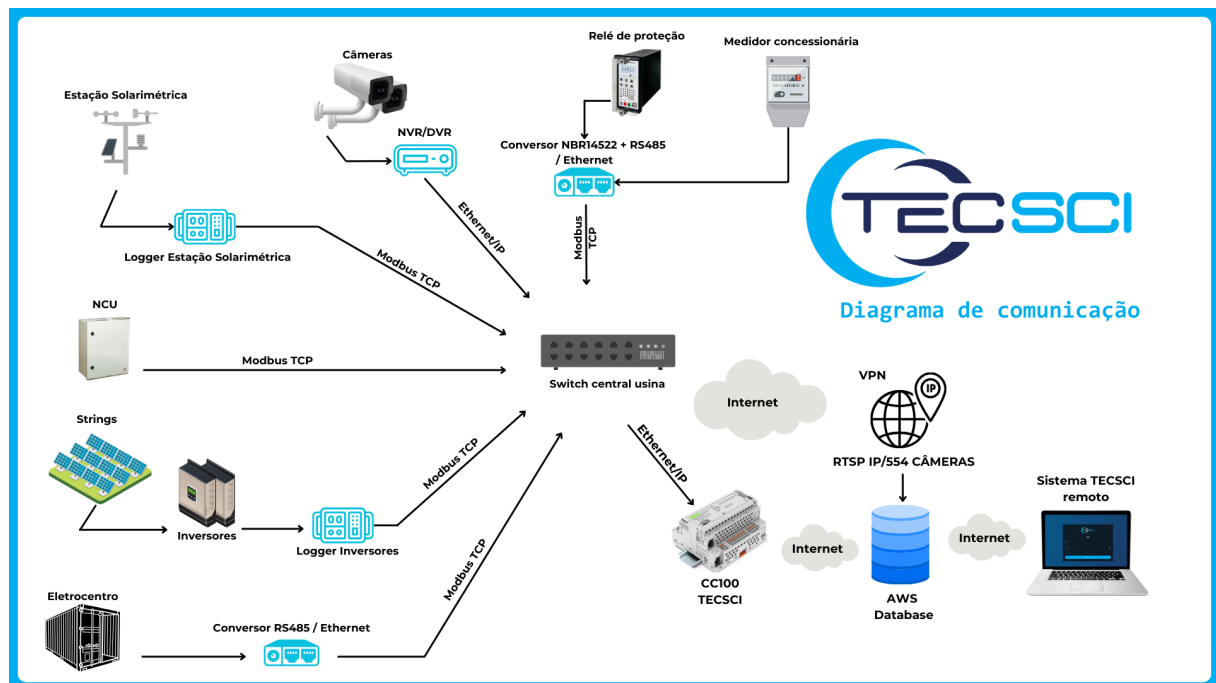 Relé de proteção
Medidor concessionária
Câmeras
Estação Solarimétrica
NVR/DVR
Conversor NBR14522 + RS485
/ Ethernet
Ethernet/IP
Modbus
TCP
TECSCI
Logger Estação Solarimétrica
Modbus TCP
Diagrama de comunicação
NCU
Modbus TCP
Switch central usina
Internet
VPN
IP
RTSP IP/554 CÂMERAS
Strings
Modbus TCP
Ethernet/IP
Sistema TECSCI
remoto
Inversores
Logger Inversores
Internet
Internet
Modbus TCP
CC100
TECSCI
AWS
Database
Eletrocentro
Conversor RS485 / Ethernet